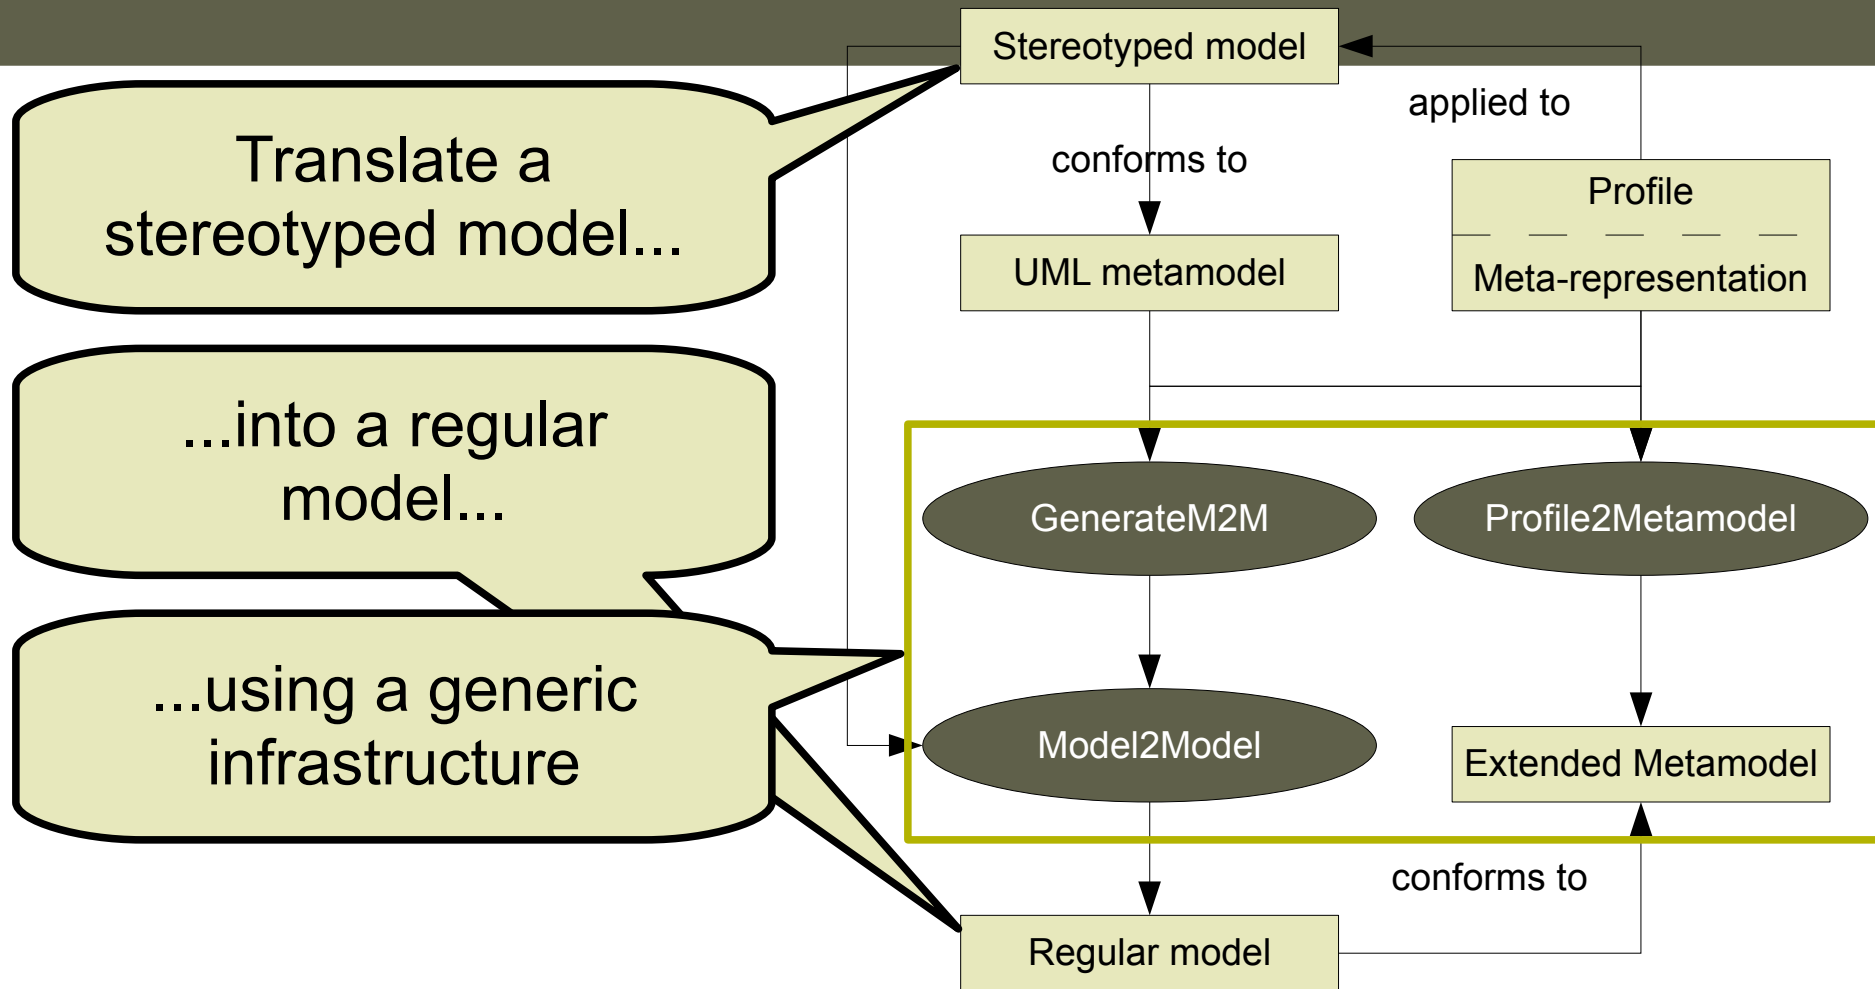 Stereotyped model
applied to
Translate a
stereotyped model...
conforms to
Profile
UML metamodel
Meta-representation
...into a regular
model...
GenerateM2M
Profile2Metamodel
...using a generic
infrastructure
Model2Model
Extended Metamodel
conforms to
Regular model